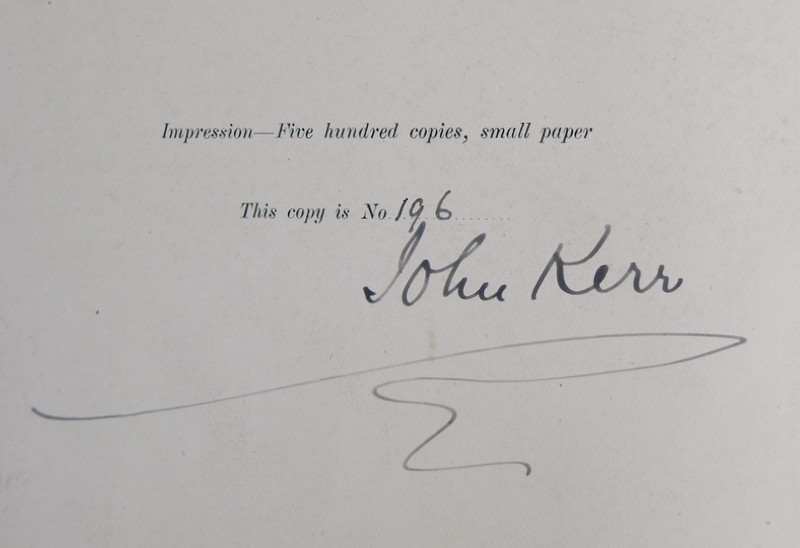 Impression—Five hundred copies, small paper
This copy is No 196
John Kerr